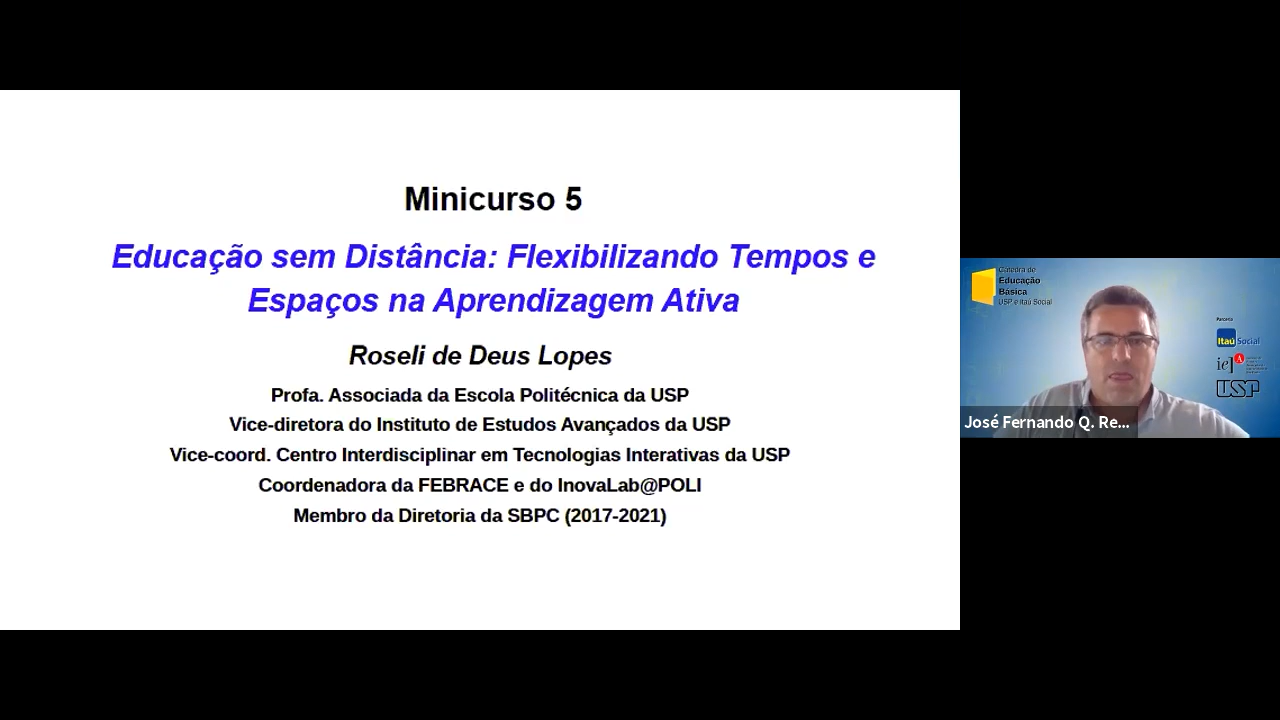 Minicurso 5
Educação sem Distância: Flexibilizando Tempos e
Espaços na Aprendizagem Ativa
Roseli de Deus Lopes
Profa. Associada da Escola Politécnica da USP
Vice-diretora do Instituto de Estudos Avançados da USP
Vice-coord. Centro Interdisciplinar em Tecnologias Interativas da USP
Coordenadora da FEBRACE e do InovaLab@POLI
Membro da Diretoria da SBPC (2017-2021)
Cátedra de
Educação
Básica
USP e Itaú Social
Parceria
Itaú Social
iea
USP
José Fernando Q. Re...